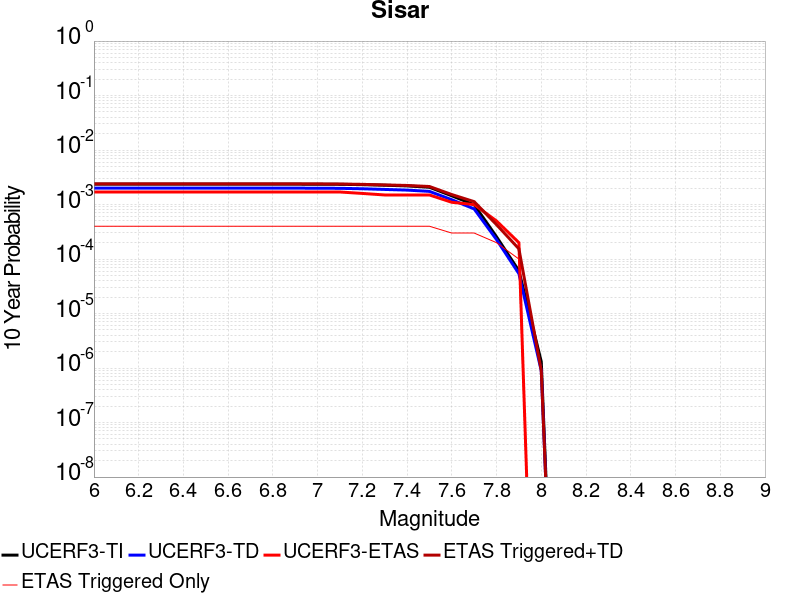 Sisar
10 Year Probability
10^0
10^-1
10^-2
10^-3
10^-4
10^-5
10^-6
10^-7
10^-8
6 6.2 6.4 6.6 6.8 7 7.2 7.4 7.6 7.8 8 8.2 8.4 8.6 8.8 9
Magnitude
UCERF3-TI UCERF3-TD UCERF3-ETAS ETAS Triggered+TD
ETAS Triggered Only